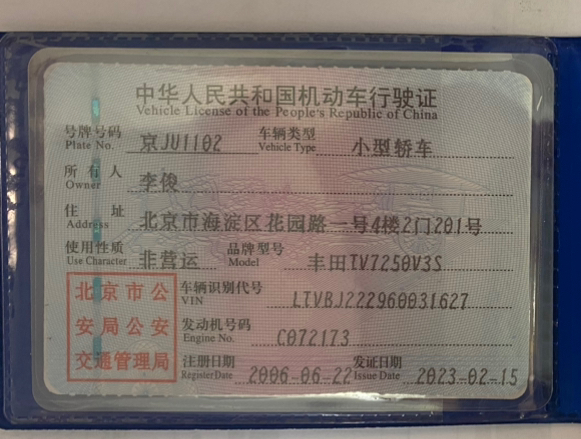 中华人民共和国机动车行驶证
Vehicle License of the People's Republic of China
号牌号码 京JU1102 车辆类型 小型轿车
Plate No. Vehicle Type
所有人 李俊
Owner
住址 北京市海淀区花园路一号4楼2门201号
Address
使用性质 非营运 品牌型号 丰田TV7250V3S
Use Character Model
北京市公
安局公安
交通管理局
车辆识别代号 LTVBJ222960031627
VIN
发动机号码 C072173
Engine No.
注册日期 2006-06-22 发证日期 2023-02-15
Register Date Issue Date